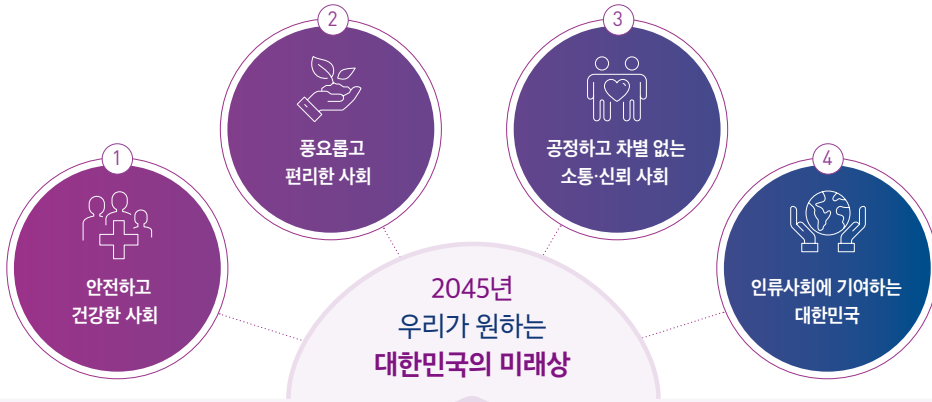 1
안전하고
건강한 사회
2
풍요롭고
편리한 사회
3
공정하고 차별 없는
소통·신뢰 사회
4
인류사회에 기여하는
대한민국
2045년
우리가 원하는
대한민국의 미래상